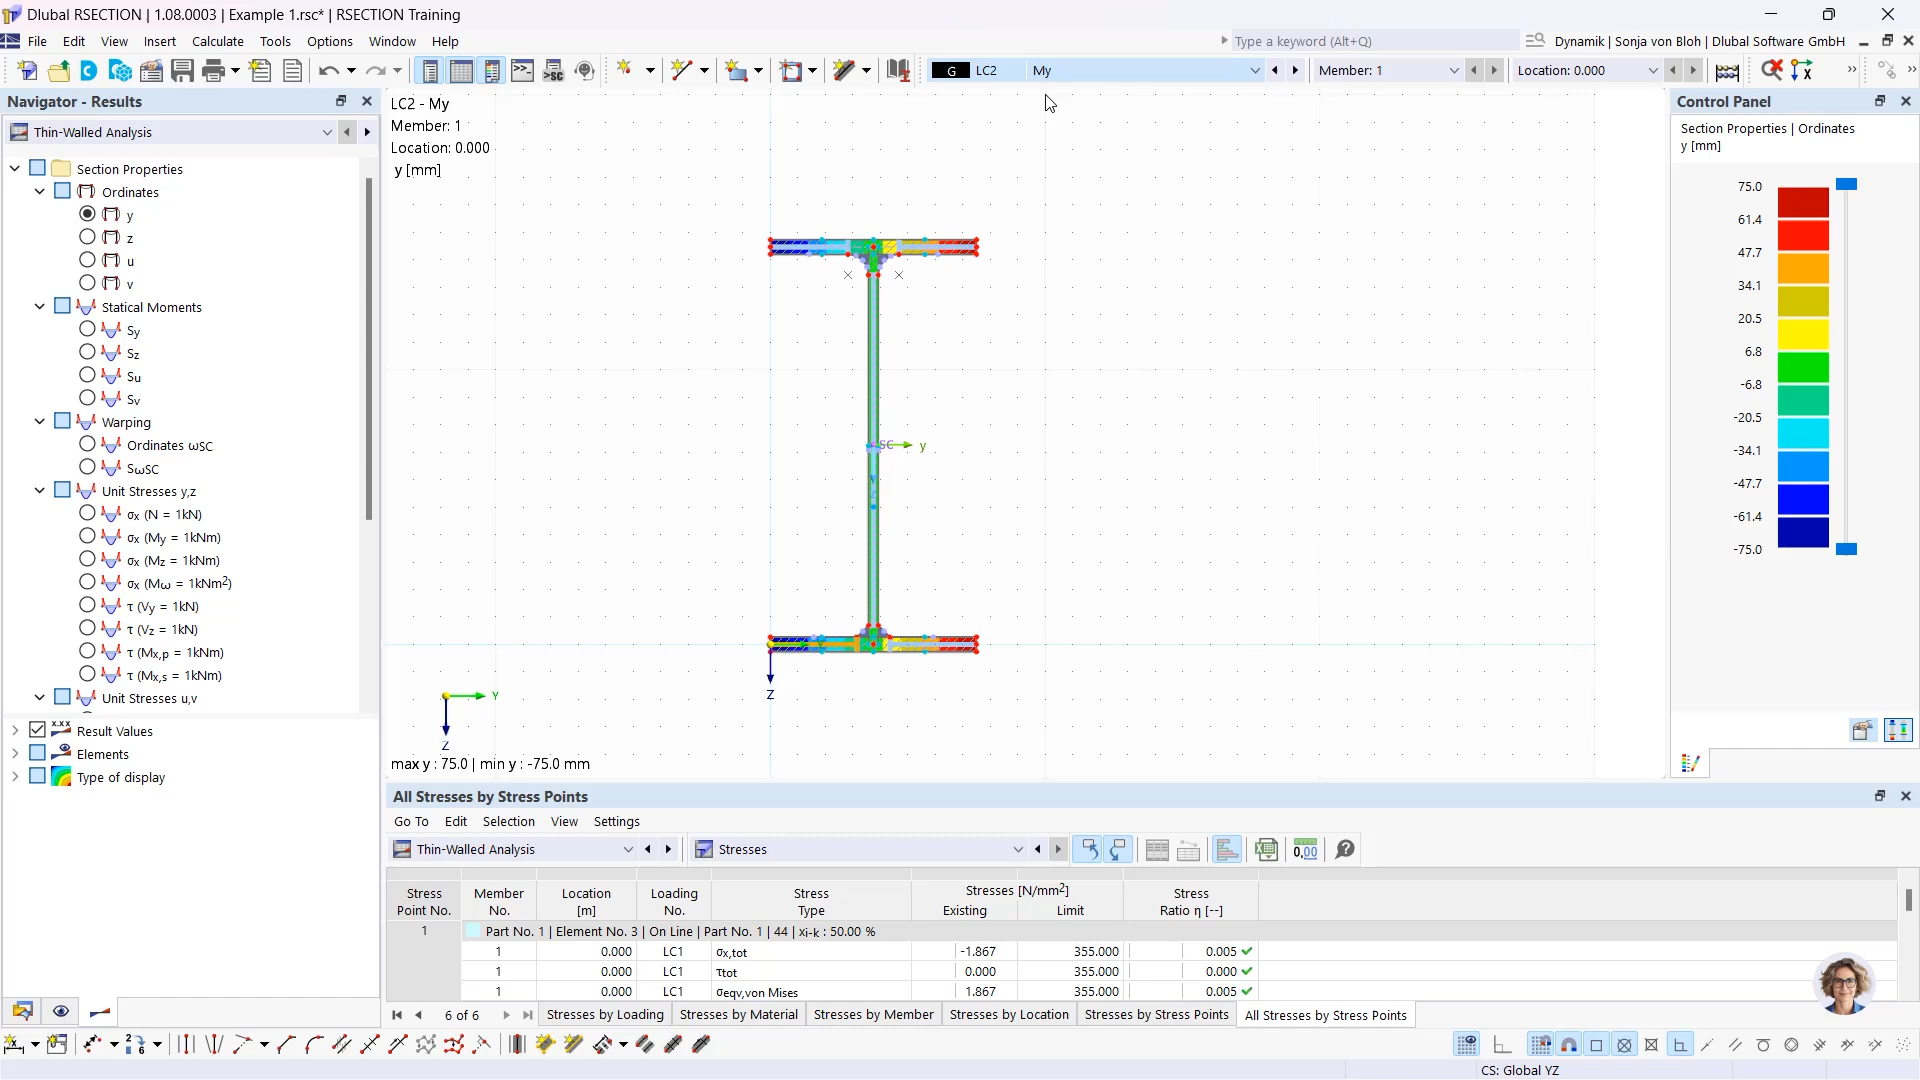 Dlubal RSECTION | 1.08.0003 | Example 1.rsc* | RSECTION Training
File Edit View Insert Calculate Tools Options Window Help
Type a keyword (Alt+Q)
Dynamik | Sonja von Bloh | Dlubal Software GmbH
G LC2 My
Member: 1
Location: 0.000
Navigator - Results
Thin-Walled Analysis
Section Properties
Ordinates
y
z
u
v
Statical Moments
Sy
Sz
Su
Sv
Warping
Ordinates ωSC
SωSC
Unit Stresses y,z
σx (N = 1kN)
σx (My = 1kNm)
σx (Mz = 1kNm)
σx (Mω = 1kNm2)
τ (Vy = 1kN)
τ (Vz = 1kN)
τ (Mx,p = 1kNm)
τ (Mx,s = 1kNm)
Unit Stresses u,v
x.xx Result Values
Elements
Type of display
LC2 - My
Member: 1
Location: 0.000
y [mm]
SC y
Z
Y
Z
max y : 75.0 | min y : -75.0 mm
Control Panel
Section Properties | Ordinates
y [mm]
75.0
61.4
47.7
34.1
20.5
6.8
-6.8
-20.5
-34.1
-47.7
-61.4
-75.0
All Stresses by Stress Points
Go To Edit Selection View Settings
Thin-Walled Analysis
Stresses
0,00
Stress Point No. | Member No. | Location [m] | Loading No. | Stress Type | Stresses [N/mm2] Existing Limit | Stress Ratio η [--]
1 Part No. 1 | Element No. 3 | On Line | Part No. 1 | 44 | xi-k : 50.00 %
1 0.000 LC1 σx,tot -1.867 355.000 0.005
1 0.000 LC1 τtot 0.000 355.000 0.000
1 0.000 LC1 σeqv,von Mises 1.867 355.000 0.005
6 of 6
Stresses by Loading
Stresses by Material
Stresses by Member
Stresses by Location
Stresses by Stress Points
All Stresses by Stress Points
CS: Global YZ